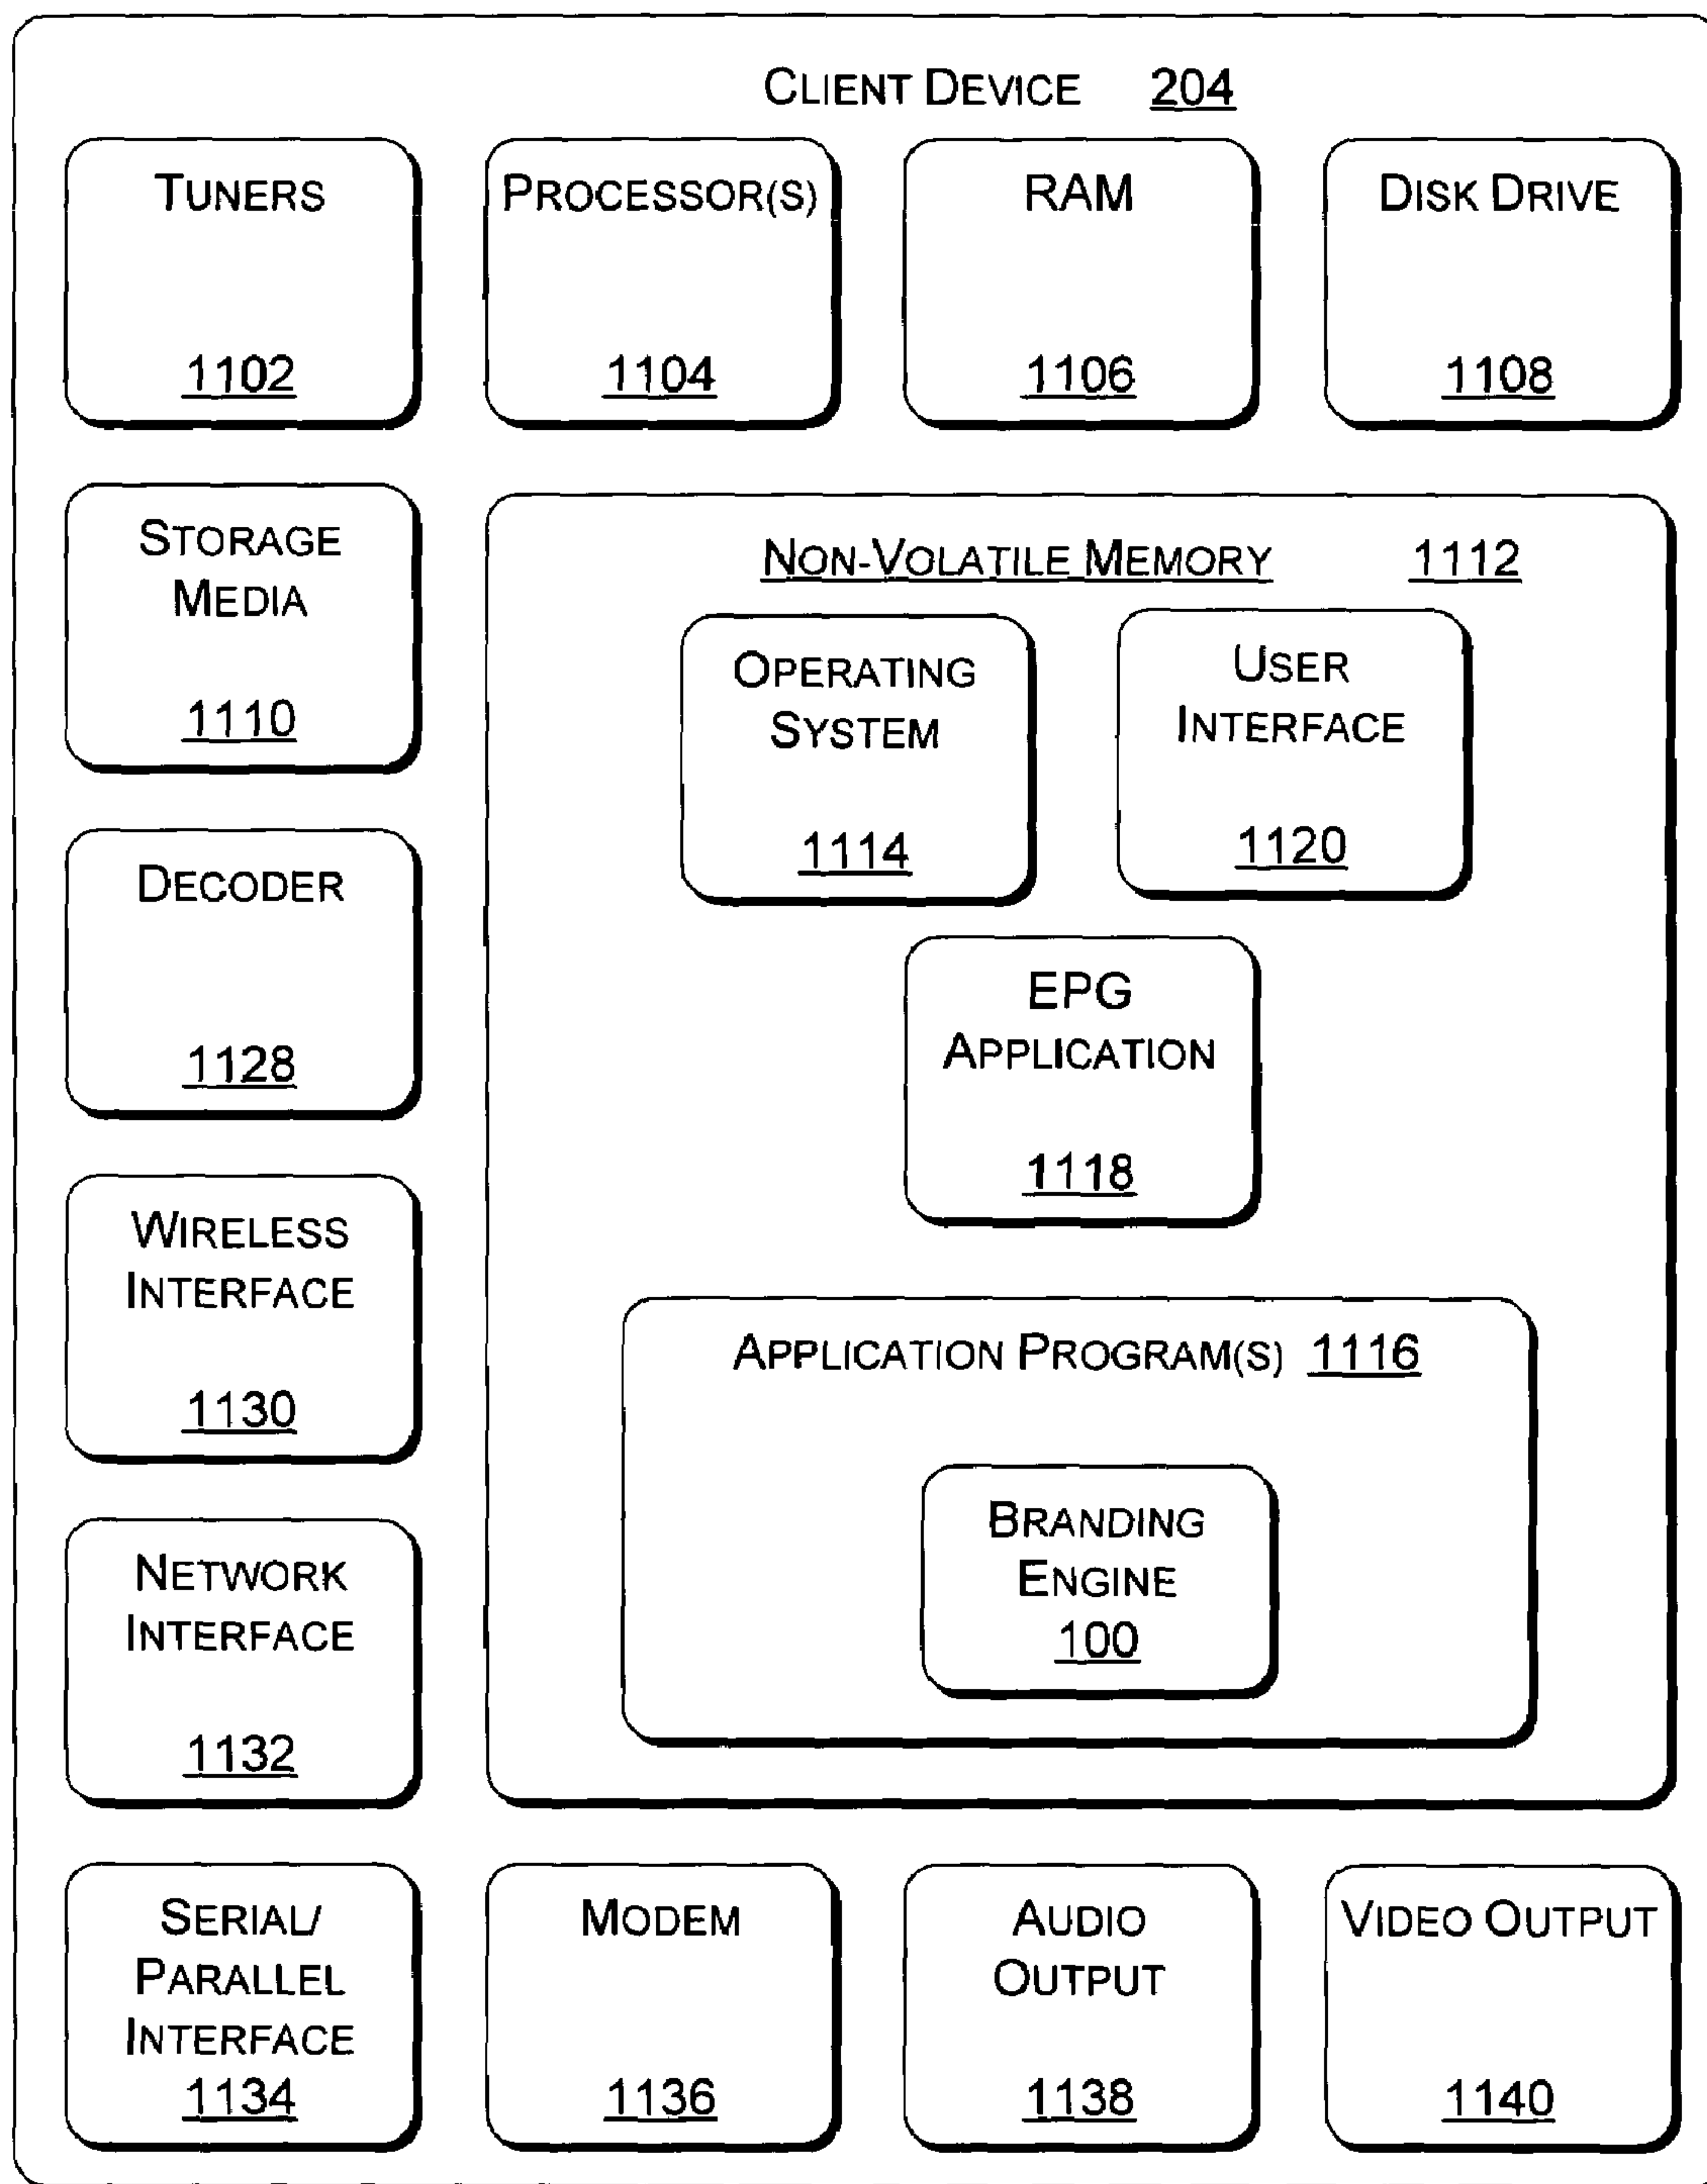 CLIENT DEVICE 204
TUNERS
1102
PROCESSOR(S)
1104
RAM
1106
DISK DRIVE
1108
STORAGE
MEDIA
1110
NON-VOLATILE MEMORY 1112
OPERATING
SYSTEM
1114
USER
INTERFACE
1120
DECODER
1128
EPG
APPLICATION
1118
WIRELESS
INTERFACE
1130
APPLICATION PROGRAM(S) 1116
BRANDING
ENGINE
100
NETWORK
INTERFACE
1132
SERIAL/
PARALLEL
INTERFACE
1134
MODEM
1136
AUDIO
OUTPUT
1138
VIDEO OUTPUT
1140